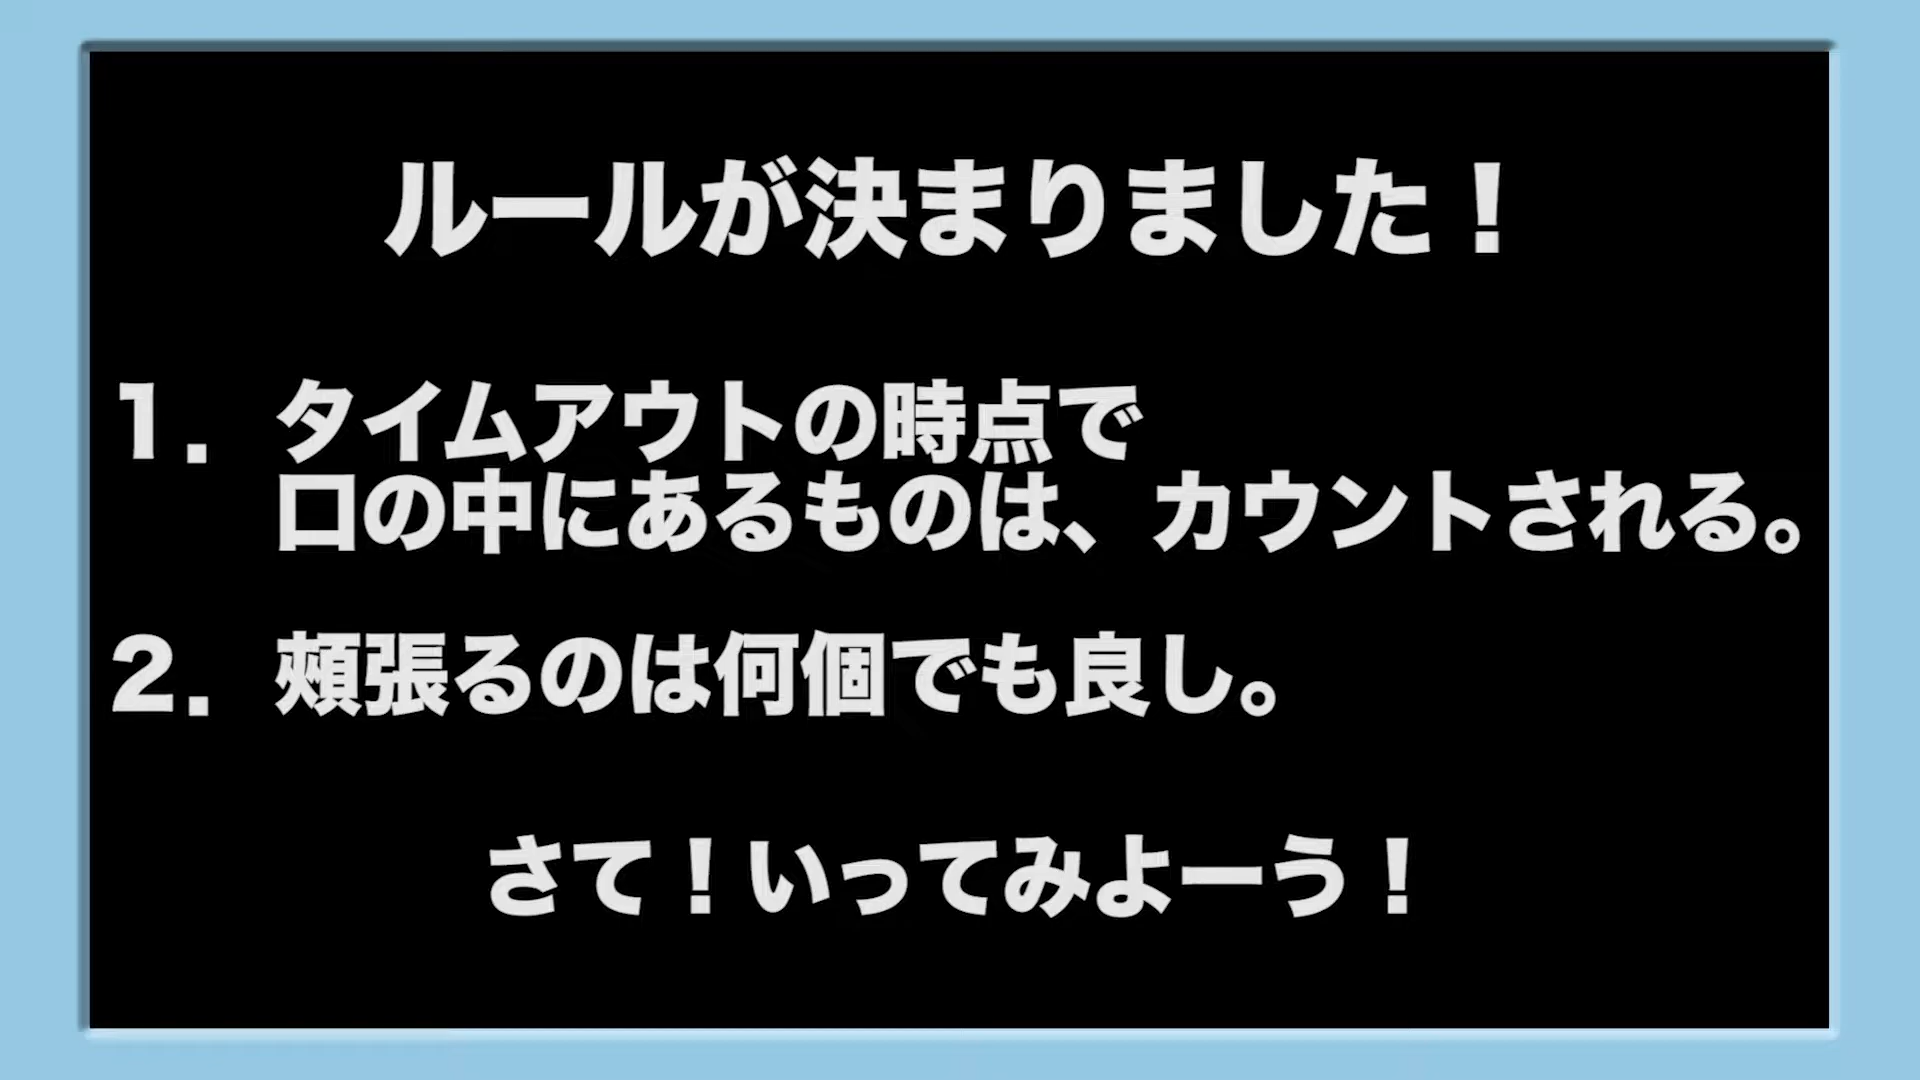 ルールが決まりました！
１．タイムアウトの時点で
口の中にあるものは、カウントされる。
２．頬張るのは何個でも良し。
さて！いってみよーう！